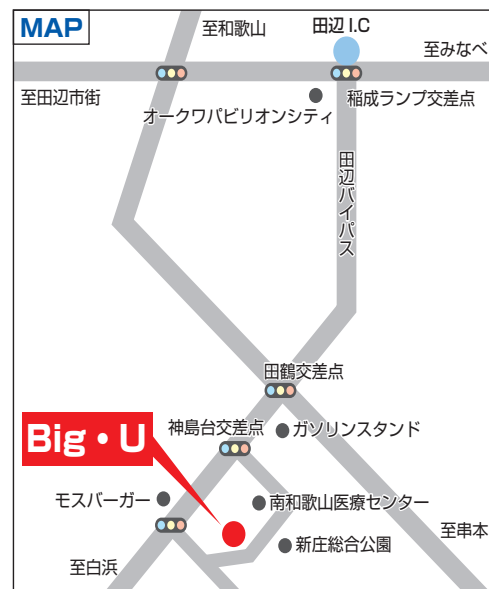 MAP
至和歌山
田辺 I.C
至みなべ
至田辺市街
稲成ランプ交差点
オークワパビリオンシティ
田辺バイパス
田鶴交差点
Big・U
神島台交差点
ガソリンスタンド
モスバーガー
南和歌山医療センター
至串本
新庄総合公園
至白浜